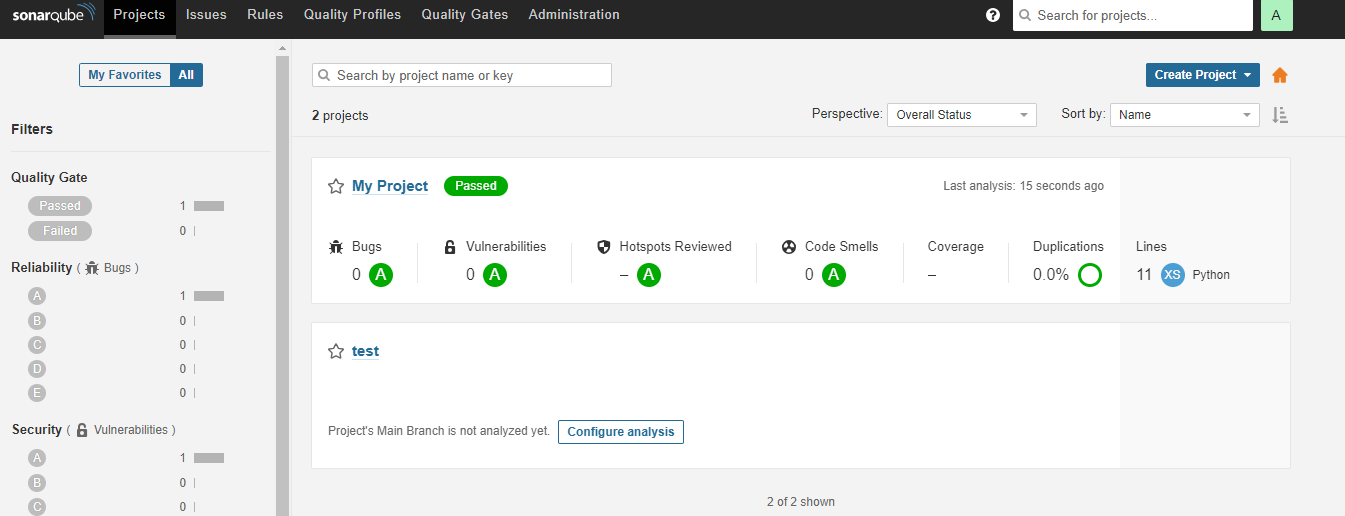 sonarqube Projects Issues Rules Quality Profiles Quality Gates Administration ? Search for projects... A
My Favorites All
Search by project name or key
Create Project
2 projects
Perspective: Overall Status
Sort by: Name
Filters
Quality Gate
Passed 1
Failed 0
Reliability ( Bugs )
A 1
B 0
C 0
D 0
E 0
Security ( Vulnerabilities )
A 1
B 0
C 0
My Project Passed
Last analysis: 15 seconds ago
Bugs Vulnerabilities Hotspots Reviewed Code Smells Coverage Duplications Lines
0 A 0 A – A 0 A – 0.0% 11 XS Python
test
Project's Main Branch is not analyzed yet. Configure analysis
2 of 2 shown